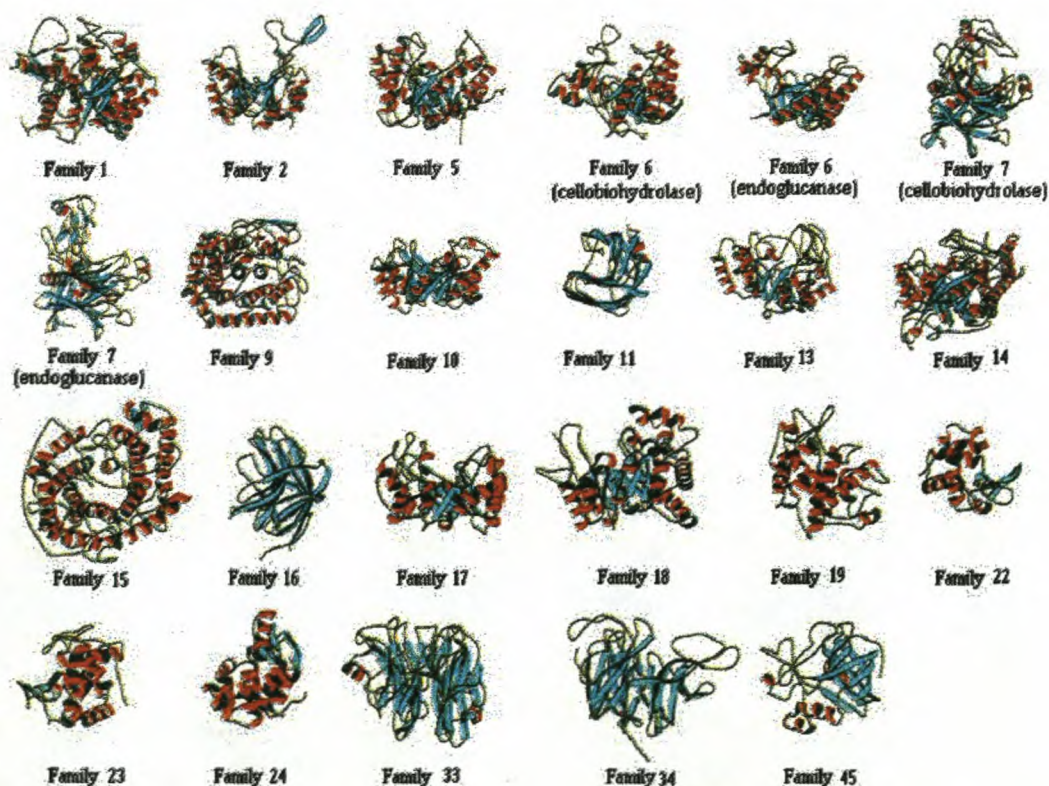 Family 1
Family 2
Family 5
Family 6
(cellobiohydrolase)
Family 6
(endoglucanase)
Family 7
(cellobiohydrolase)
Family 7
(endoglucanase)
Family 9
Family 10
Family 11
Family 13
Family 14
Family 15
Family 16
Family 17
Family 18
Family 19
Family 22
Family 23
Family 24
Family 33
Family 34
Family 45